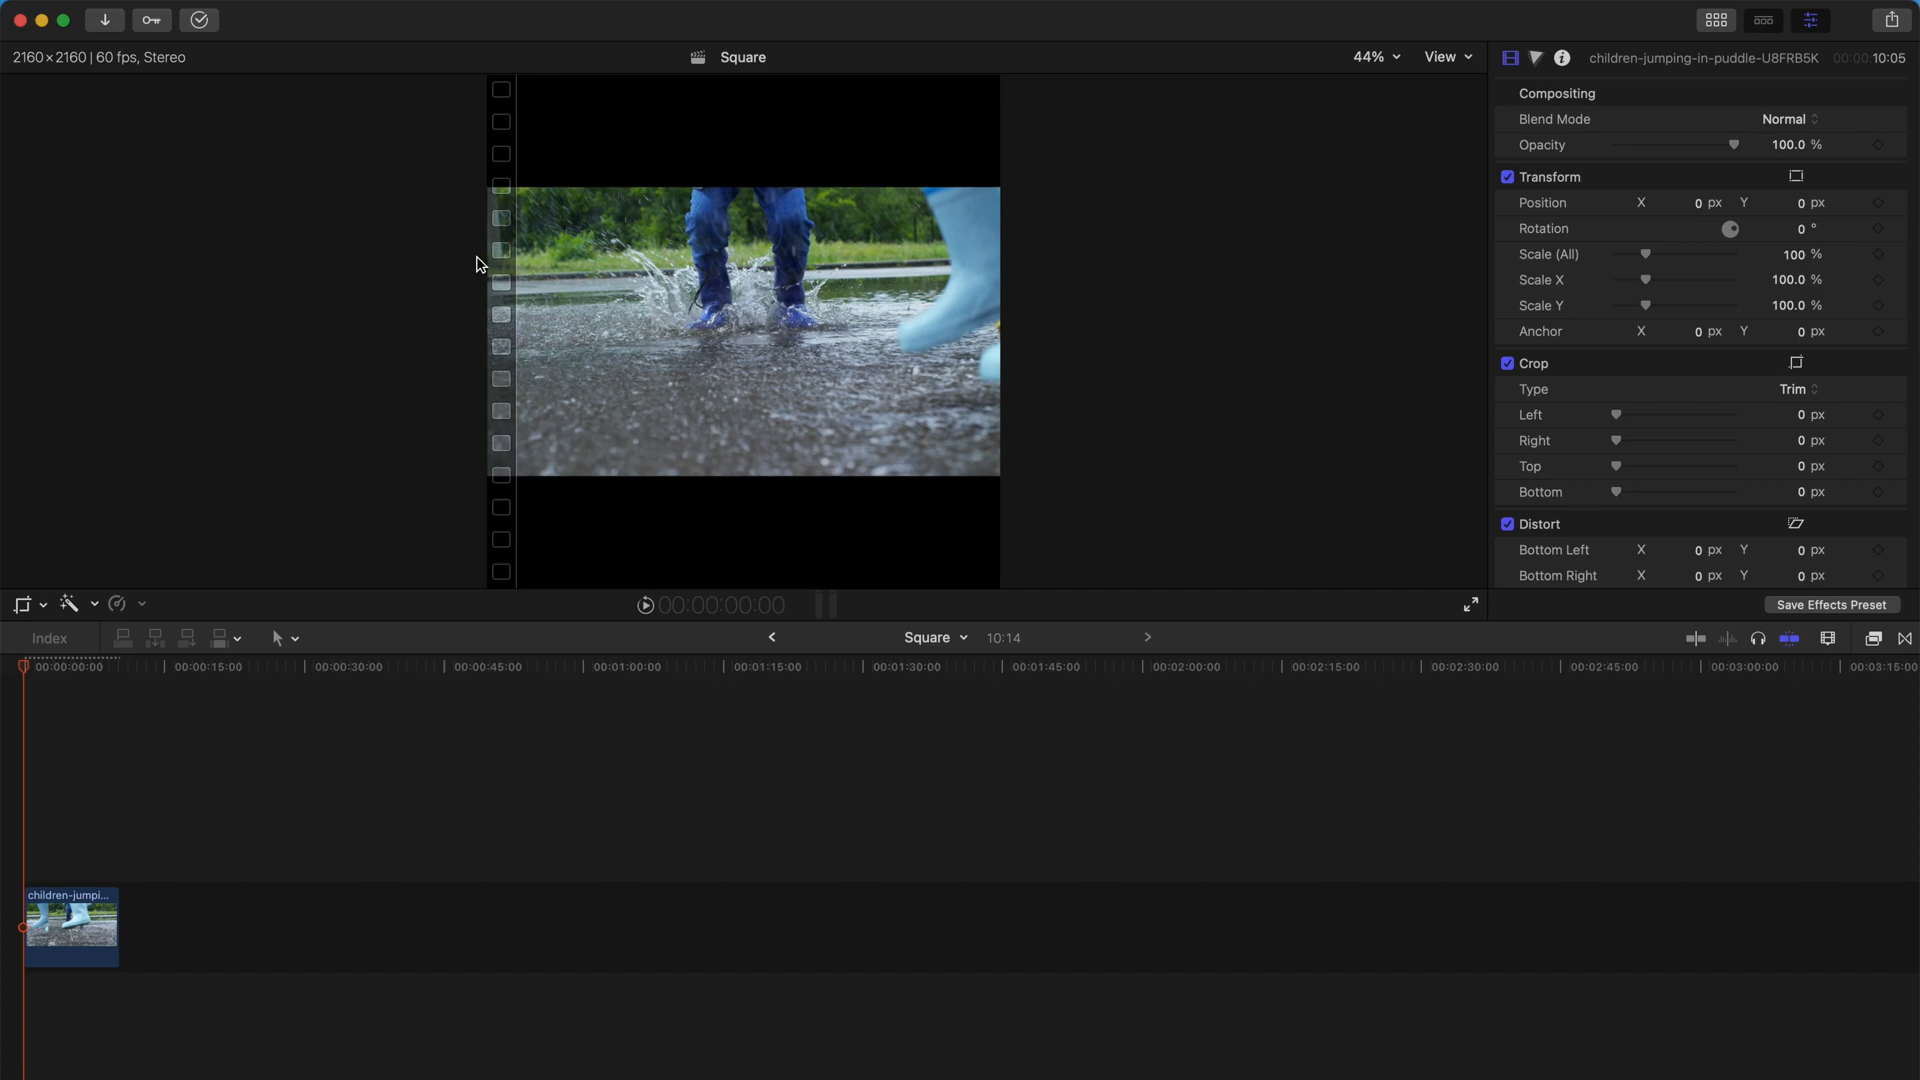 2160×2160 | 60 fps, Stereo
Square
44%
View
children-jumping-in-puddle-U8FRB5K
00:00:10:05
Compositing
Blend Mode Normal
Opacity 100.0 %
Transform
Position X 0 px Y 0 px
Rotation 0 °
Scale (All) 100 %
Scale X 100.0 %
Scale Y 100.0 %
Anchor X 0 px Y 0 px
Crop
Type Trim
Left 0 px
Right 0 px
Top 0 px
Bottom 0 px
Distort
Bottom Left X 0 px Y 0 px
Bottom Right X 0 px Y 0 px
00:00:00:00
Save Effects Preset
Index
Square 10:14
00:00:00:00 00:00:15:00 00:00:30:00 00:00:45:00 00:01:00:00 00:01:15:00 00:01:30:00 00:01:45:00 00:02:00:00 00:02:15:00 00:02:30:00 00:02:45:00 00:03:00:00 00:03:15:00
children-jumpi...